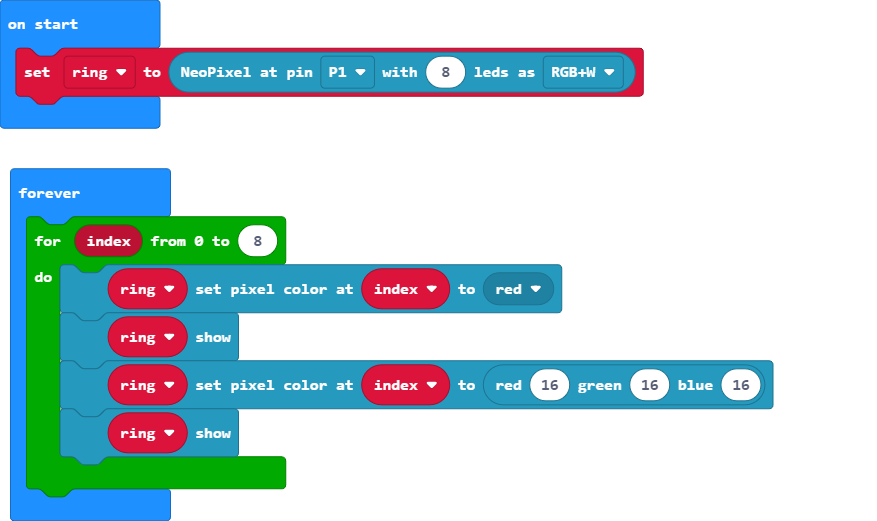 on start
set ring to NeoPixel at pin P1 with 8 leds as RGB+W
forever
for index from 0 to 8
do
ring set pixel color at index to red
ring show
ring set pixel color at index to red 16 green 16 blue 16
ring show